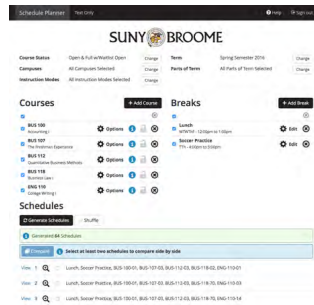 Schedule Planner Text Only Help Sign out
SUNY BROOME
Course Status Open & Full w/Waitlist Open Change Term Spring Semester 2016 Change
Campuses All Campuses Selected Change Parts of Term All Parts of Term Selected Change
Instruction Modes All Instruction Modes Selected Change
Courses + Add Course Breaks + Add Break
BUS 100 Options Lunch Edit
Accounting I MTWTHF - 12:00pm to 1:00pm
BUS 107 Options Soccer Practice Edit
The Freshman Experience
BUS 112 Options
Quantitative Business Methods
BUS 118 Options
Business Law I
ENG 110 Options
College Writing I
Schedules
Generate Schedules Shuffle
Generated 64 Schedules
Compare Select at least two schedules to compare side by side
View 1 Lunch, Soccer Practice, BUS-100-01, BUS-107-03, BUS-112-03, BUS-118-02, ENG-110-01
View 2 Lunch, Soccer Practice, BUS-100-01, BUS-107-03, BUS-112-03, BUS-118-70, ENG-110-03
View 3 Lunch, Soccer Practice, BUS-100-01, BUS-107-03, BUS-112-03, BUS-118-70, ENG-110-14